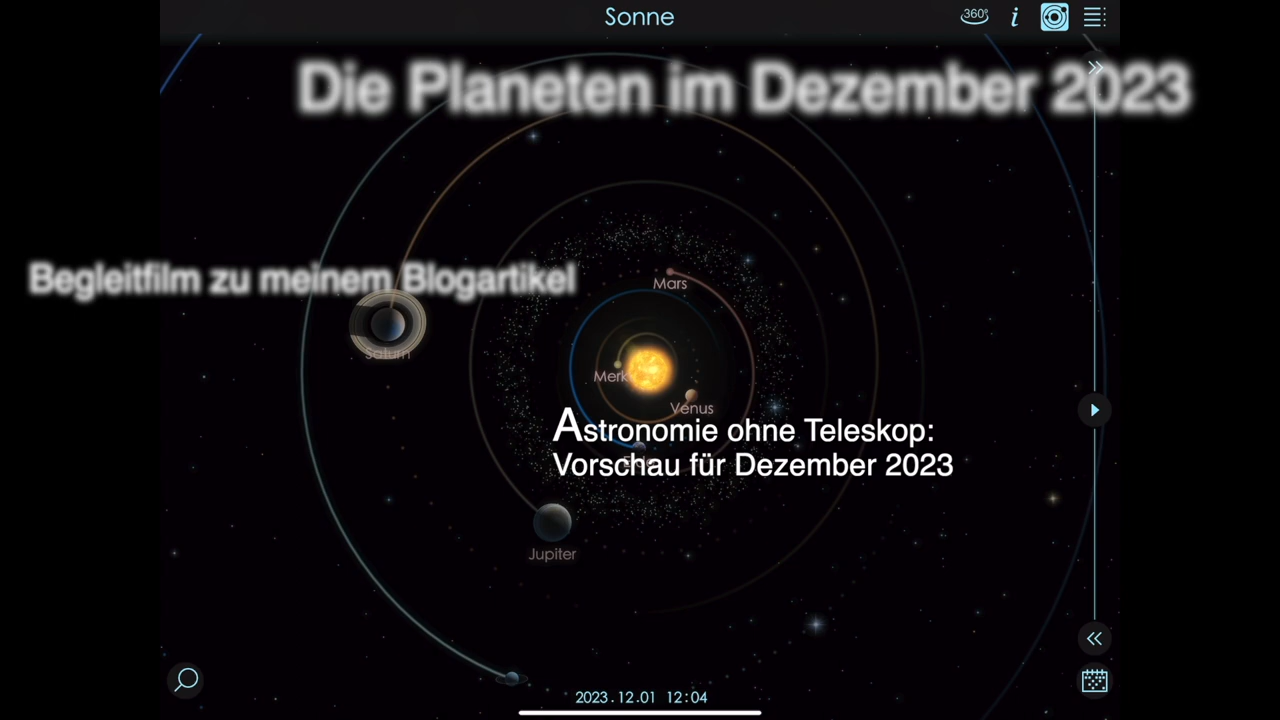 Sonne
360°
i
Die Planeten im Dezember 2023
Begleitfilm zu meinem Blogartikel
Mars
Saturn
Merk
Venus
Astronomie ohne Teleskop:
Vorschau für Dezember 2023
Jupiter
2023.12.01 12:04